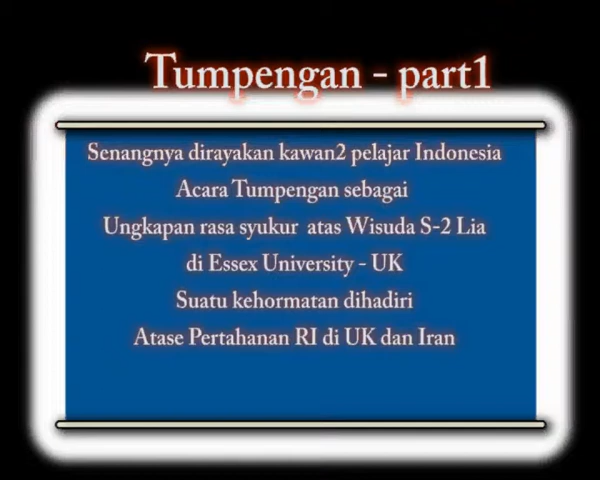 Tumpengan - part1
Senangnya dirayakan kawan2 pelajar Indonesia
Acara Tumpengan sebagai
Ungkapan rasa syukur atas Wisuda S-2 Lia
di Essex University - UK
Suatu kehormatan dihadiri
Atase Pertahanan RI di UK dan Iran